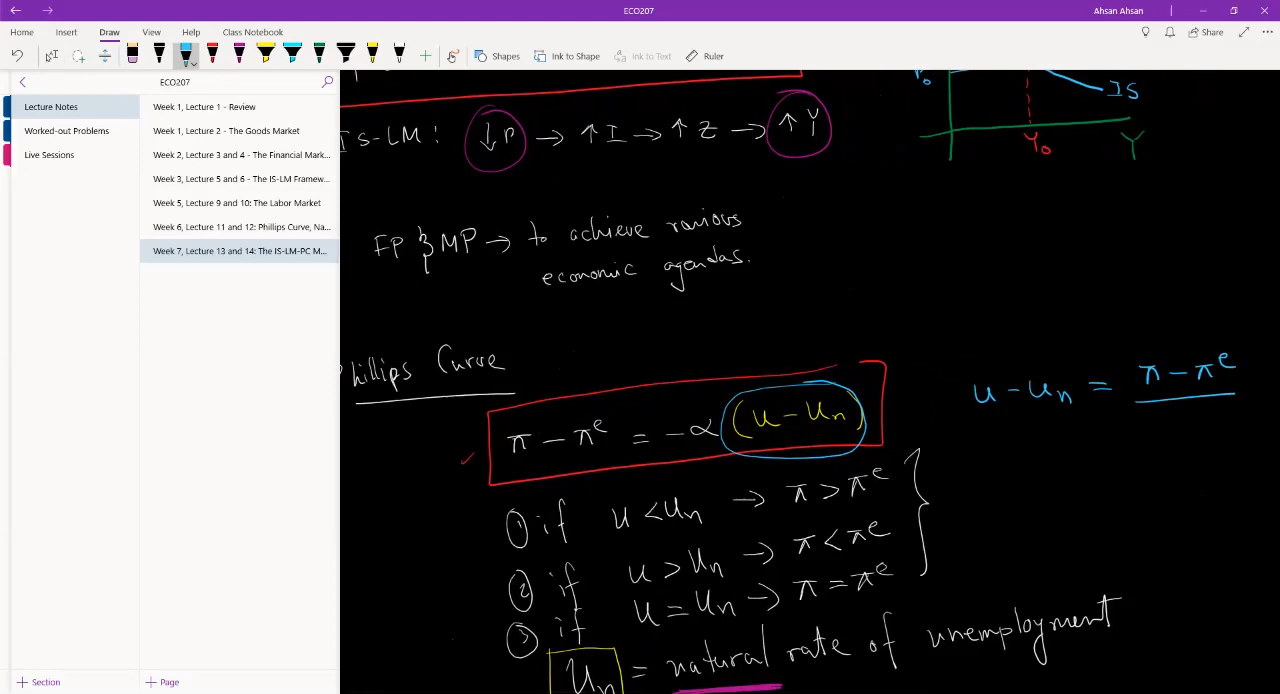 ECO207
Ahsan Ahsan
Home Insert Draw View Help Class Notebook
Shapes Ink to Shape Ink to Text Ink to Math Ruler Share
ECO207
Lecture Notes
Worked-out Problems
Live Sessions
Week 1, Lecture 1 - Review
Week 1, Lecture 2 - The Goods Market
Week 2, Lecture 3 and 4 - The Financial Mark...
Week 3, Lecture 5 and 6 - The IS-LM Framew...
Week 5, Lecture 9 and 10: The Labor Market
Week 6, Lecture 11 and 12: Phillips Curve, Na...
Week 7, Lecture 13 and 14: The IS-LM-PC M...
+ Section
+ Page
IS
Y₀ Y
IS-LM: ↓P → ↑I → ↑Z → ↑Y
FP & MP → to achieve various
economic agendas.
hillips Curve
π - πᵉ = -α (u - uₙ)
u - uₙ = π - πᵉ
① if u < uₙ → π > πᵉ
② if u > uₙ → π < πᵉ
③ if u = uₙ → π = πᵉ
uₙ = natural rate of unemployment